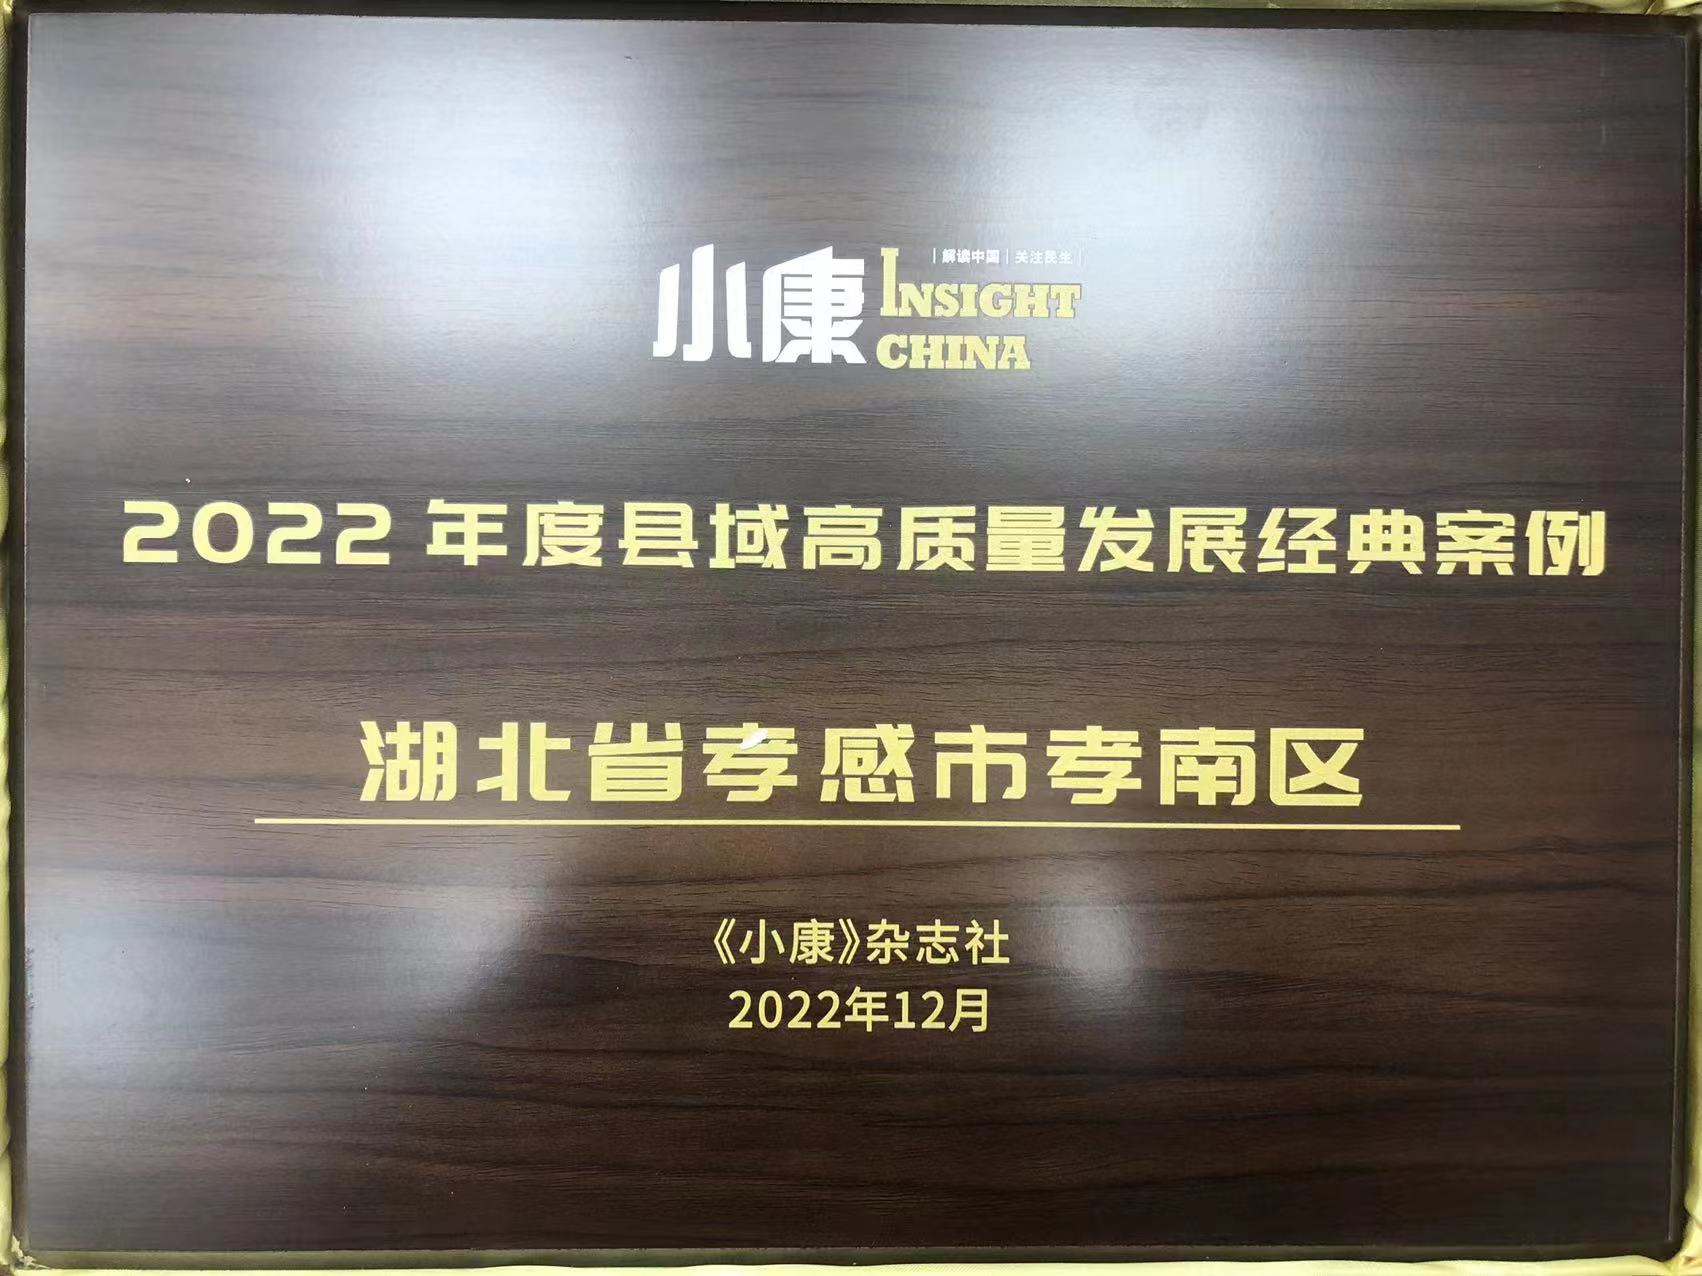 |解读中国|关注民生|
小康 INSIGHT
CHINA
2022 年度县域高质量发展经典案例
湖北省孝感市孝南区
《小康》杂志社
2022年12月